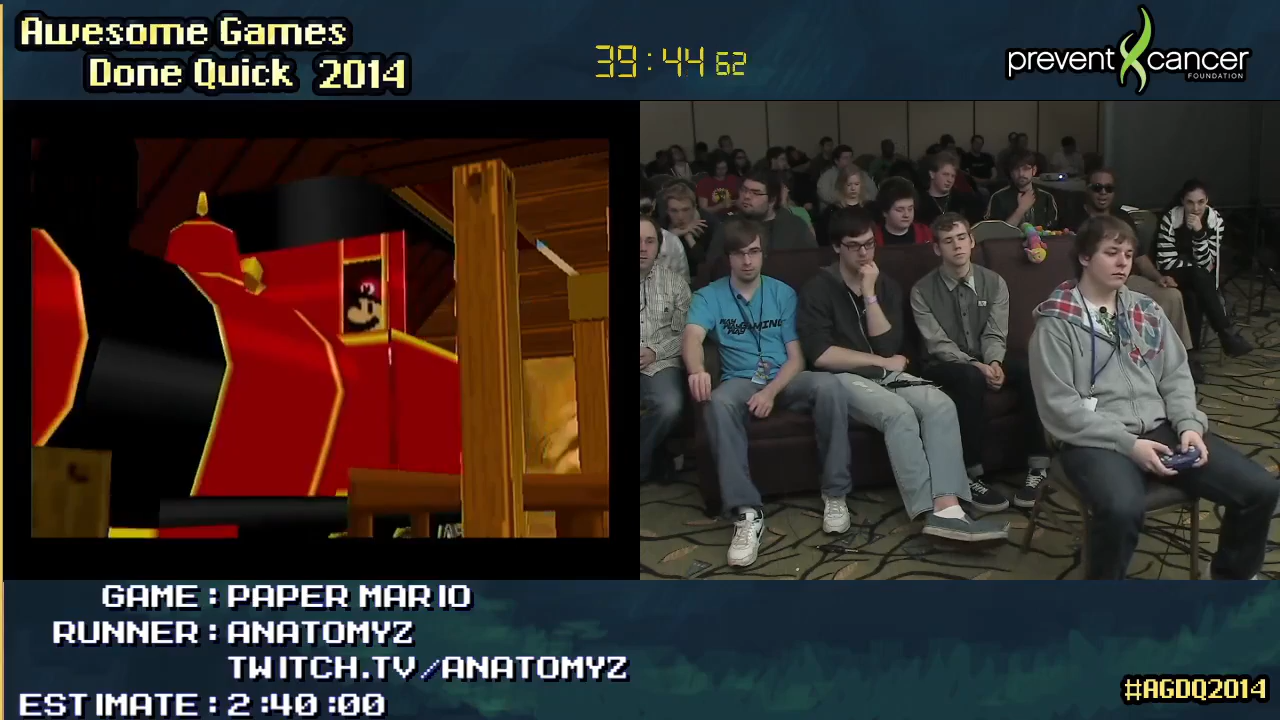 Awesome Games
Done Quick 2014
39:44 62
prevent cancer
FOUNDATION
GAME : PAPER MARIO
RUNNER : ANATOMYZ
TWITCH.TV/ANATOMYZ
ESTIMATE : 2:40:00
#AGDQ2014